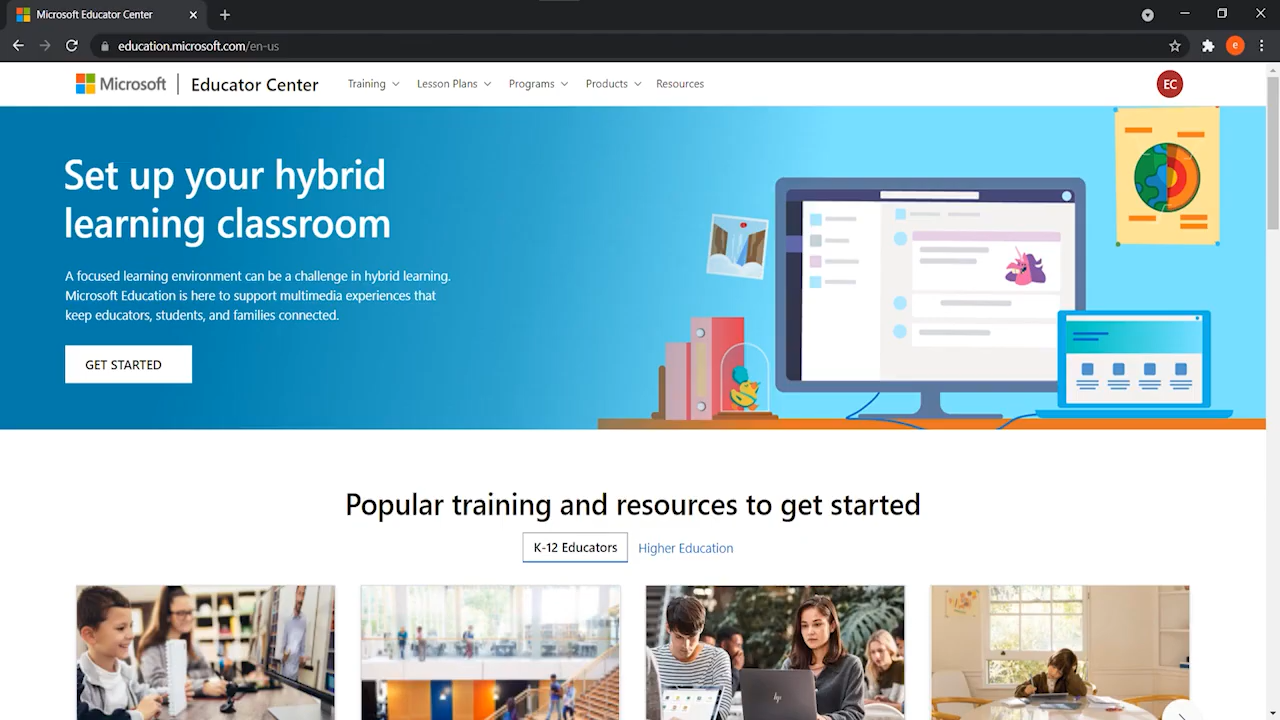 Microsoft Educator Center
education.microsoft.com/en-us
e
Microsoft | Educator Center
Training
Lesson Plans
Programs
Products
Resources
EC
Set up your hybrid
learning classroom
A focused learning environment can be a challenge in hybrid learning.
Microsoft Education is here to support multimedia experiences that
keep educators, students, and families connected.
GET STARTED
Popular training and resources to get started
K-12 Educators
Higher Education
hp